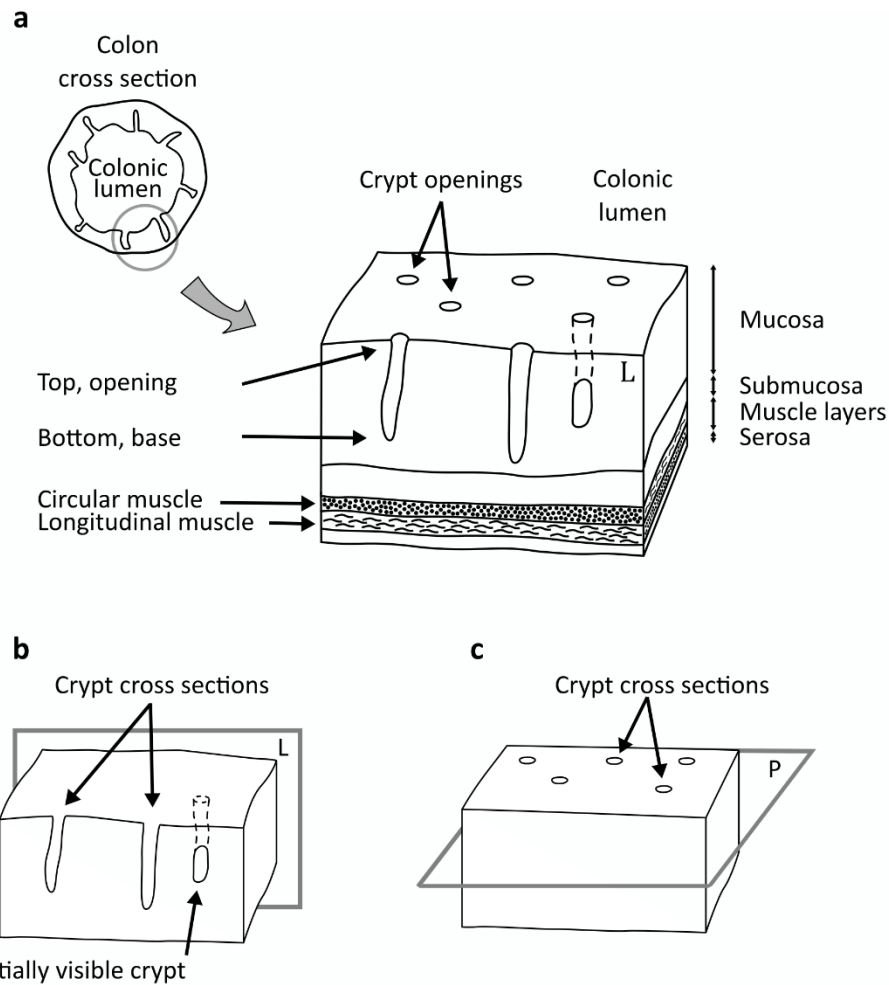 a
Colon
cross section
Colonic
lumen
Crypt openings
Colonic
lumen
Mucosa
L
Top, opening
Submucosa
Muscle layers
Bottom, base
Serosa
Circular muscle
Longitudinal muscle
b
Crypt cross sections
L
tially visible crypt
c
Crypt cross sections
P